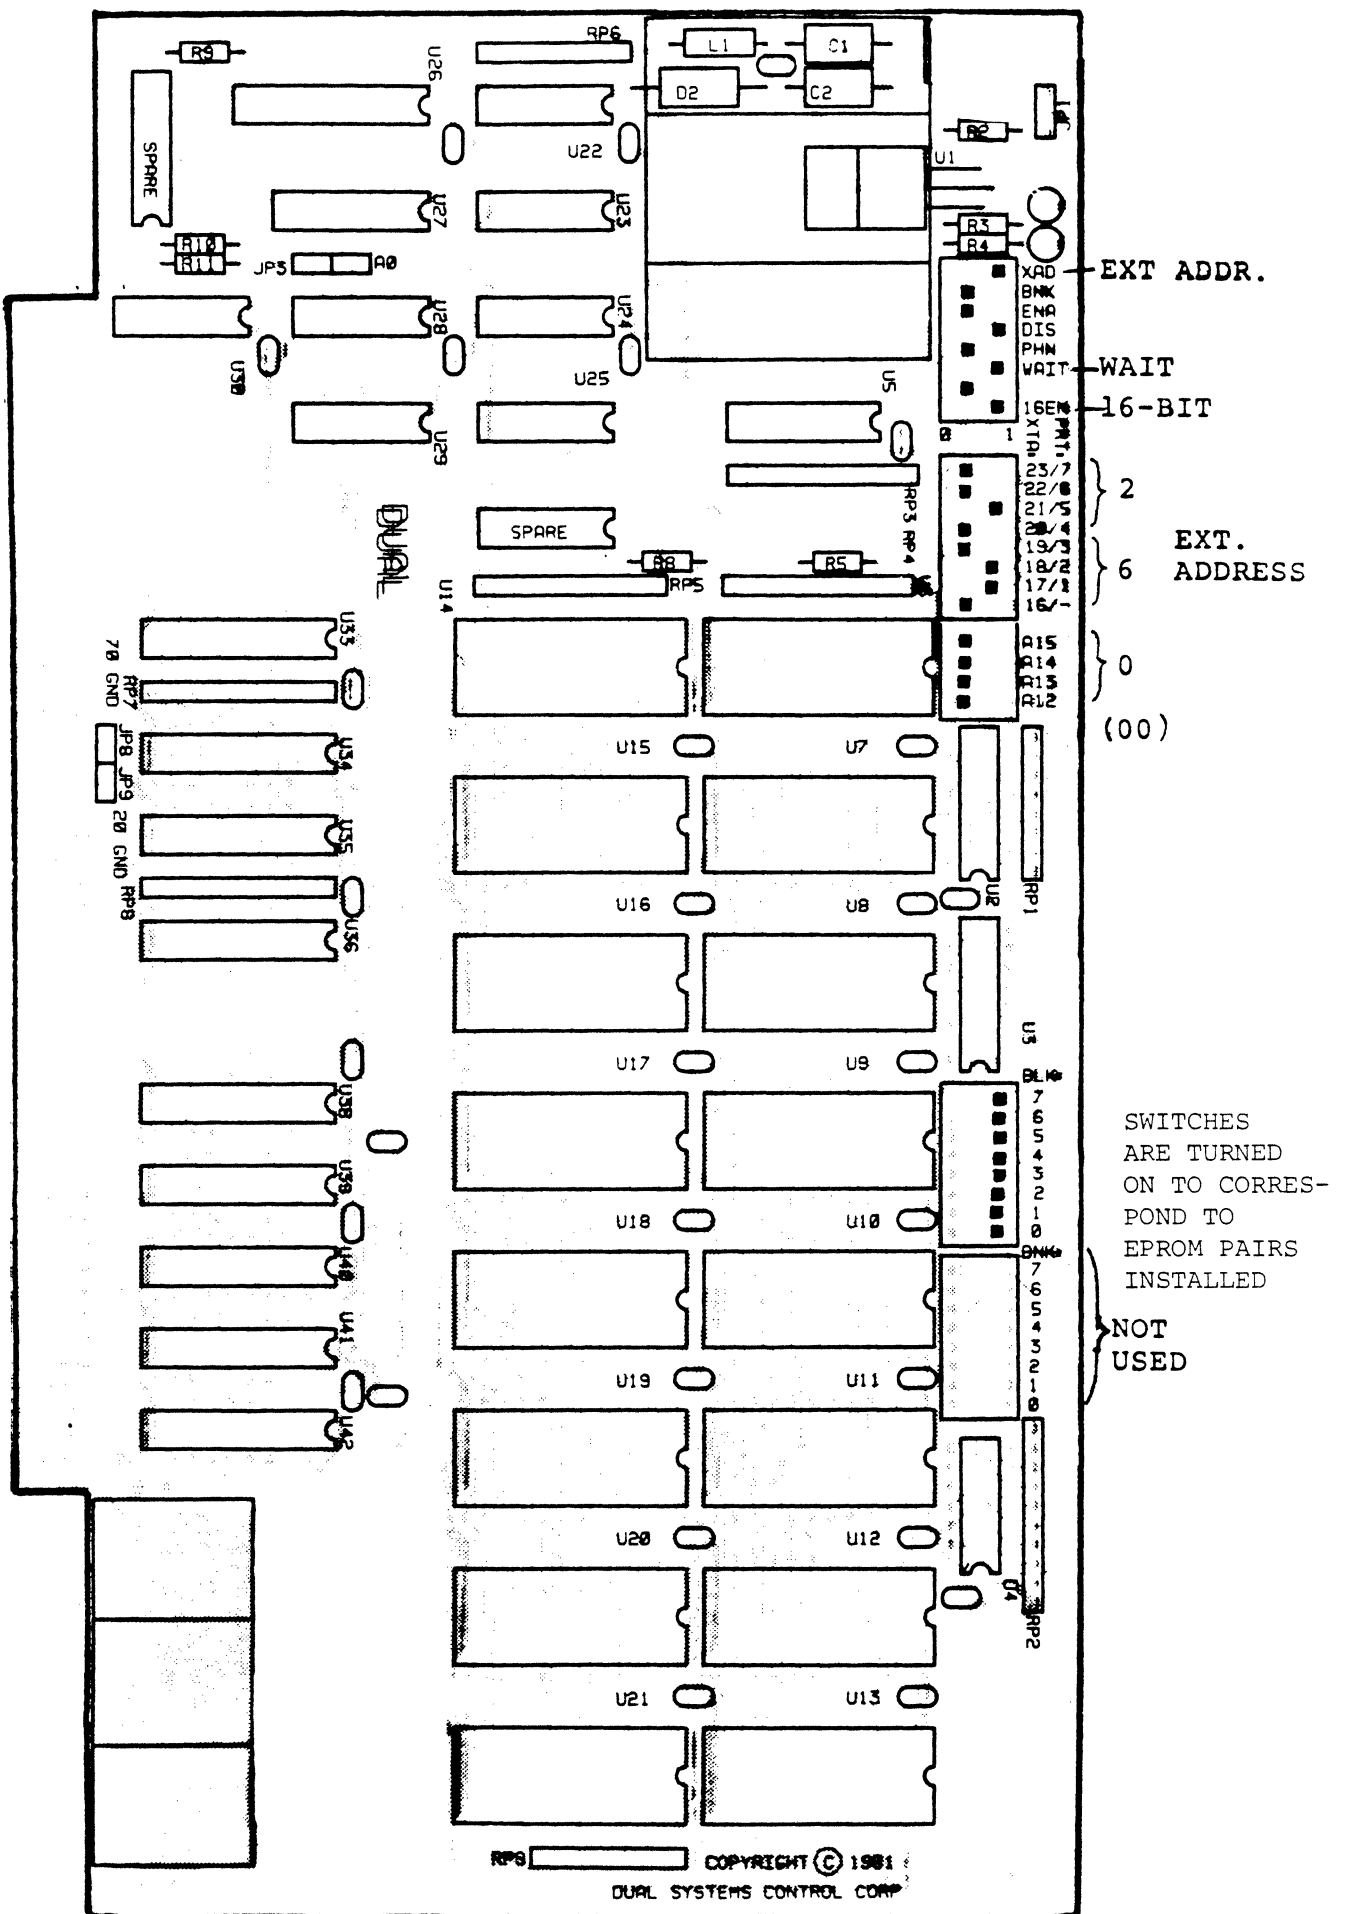 RP6
R9
L1
C1
U26
D2
C2
JP1
R2
SPARE
U22
U1
U27
U23
R3
R10
R4
R11
JP3
A0
XAD
EXT ADDR.
BNK
ENA
U28
U24
DIS
PHN
U30
U25
U5
WAIT
WAIT
16EN
16-BIT
0
1
XTA.
PRT.
U29
23/7
22/6
2
21/5
RP3
20/4
DUAL
SPARE
RP4
19/3
EXT.
18/2
6
ADDRESS
R8
R5
17/1
RP5
16/-
U14
U33
A15
A14
0
A13
A12
70 GND
RP7
(00)
JP8
U34
U15
U7
JP9
20 GND
U35
RP8
U16
U8
U2
RP1
U36
U3
U17
U9
BLK#
7
6
5
4
3
2
1
0
SWITCHES
ARE TURNED
ON TO CORRES-
POND TO
EPROM PAIRS
INSTALLED
U38
U39
U18
U10
BNK#
7
6
5
4
3
2
1
0
NOT
USED
U40
U41
U19
U11
U42
U20
U12
U4
RP2
U21
U13
RP9
COPYRIGHT © 1981
DUAL SYSTEMS CONTROL CORP